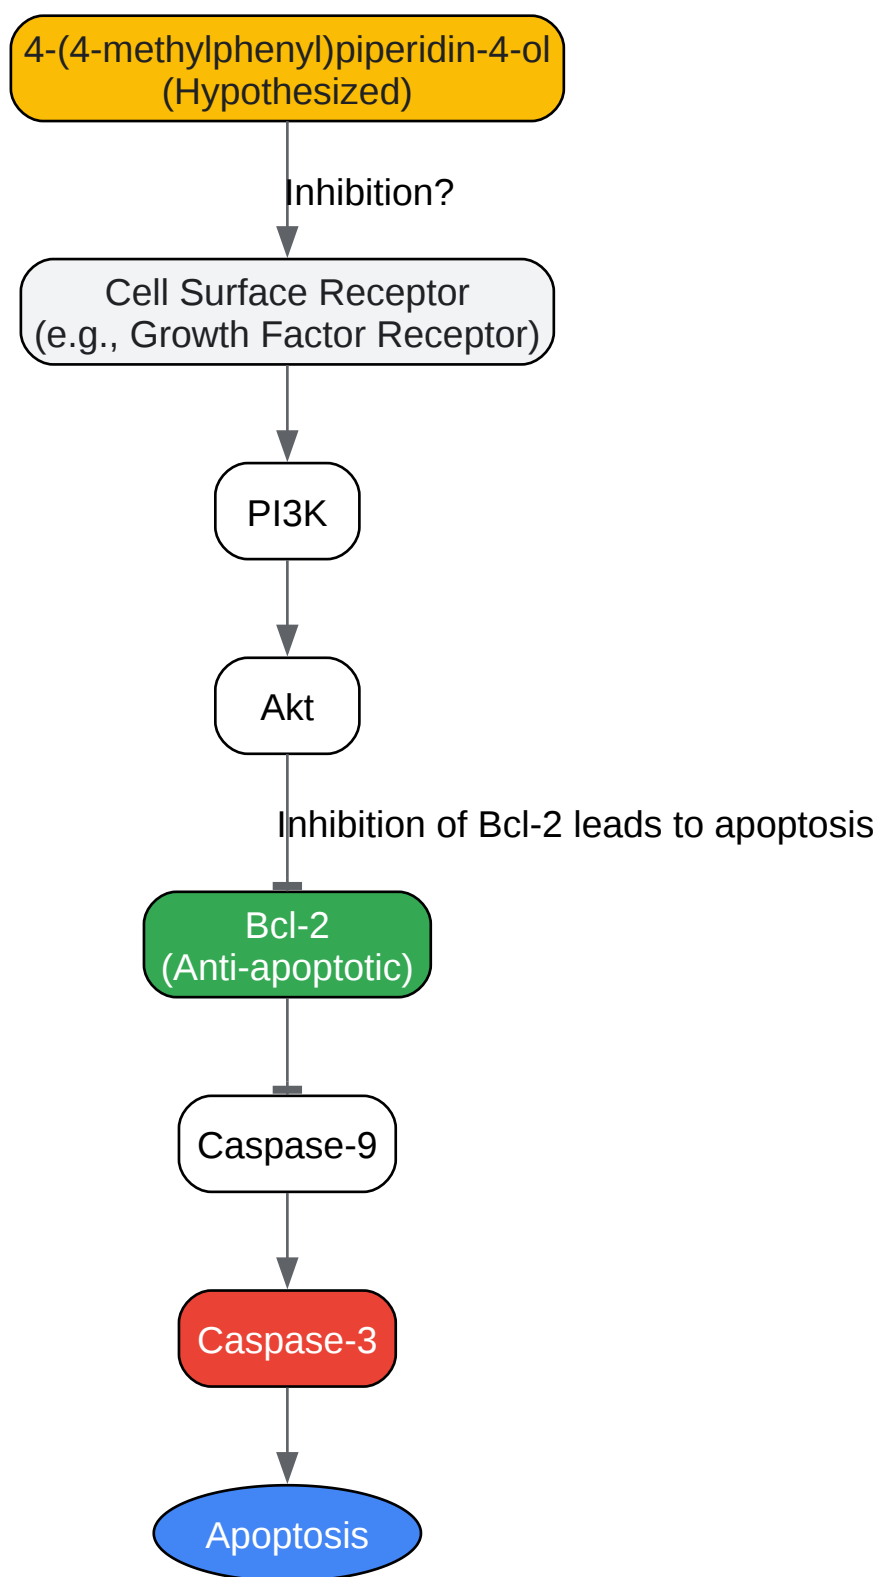 4-(4-methylphenyl)piperidin-4-ol
(Hypothesized)
Inhibition?
Cell Surface Receptor
(e.g., Growth Factor Receptor)
PI3K
Akt
Inhibition of Bcl-2 leads to apoptosis
Bcl-2
(Anti-apoptotic)
Caspase-9
Caspase-3
Apoptosis